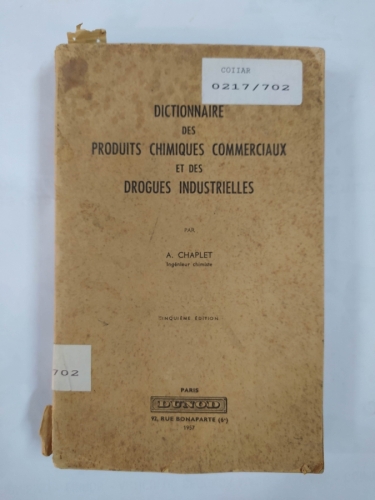 COIIAR
0217/702
DICTIONNAIRE
DES
PRODUITS CHIMIQUES COMMERCIAUX
ET DES
DROGUES INDUSTRIELLES
PAR
A. CHAPLET
Ingénieur chimiste
CINQUIÈME ÉDITION
702
PARIS
DUNOD
92, RUE BONAPARTE (6ᵉ)
1957